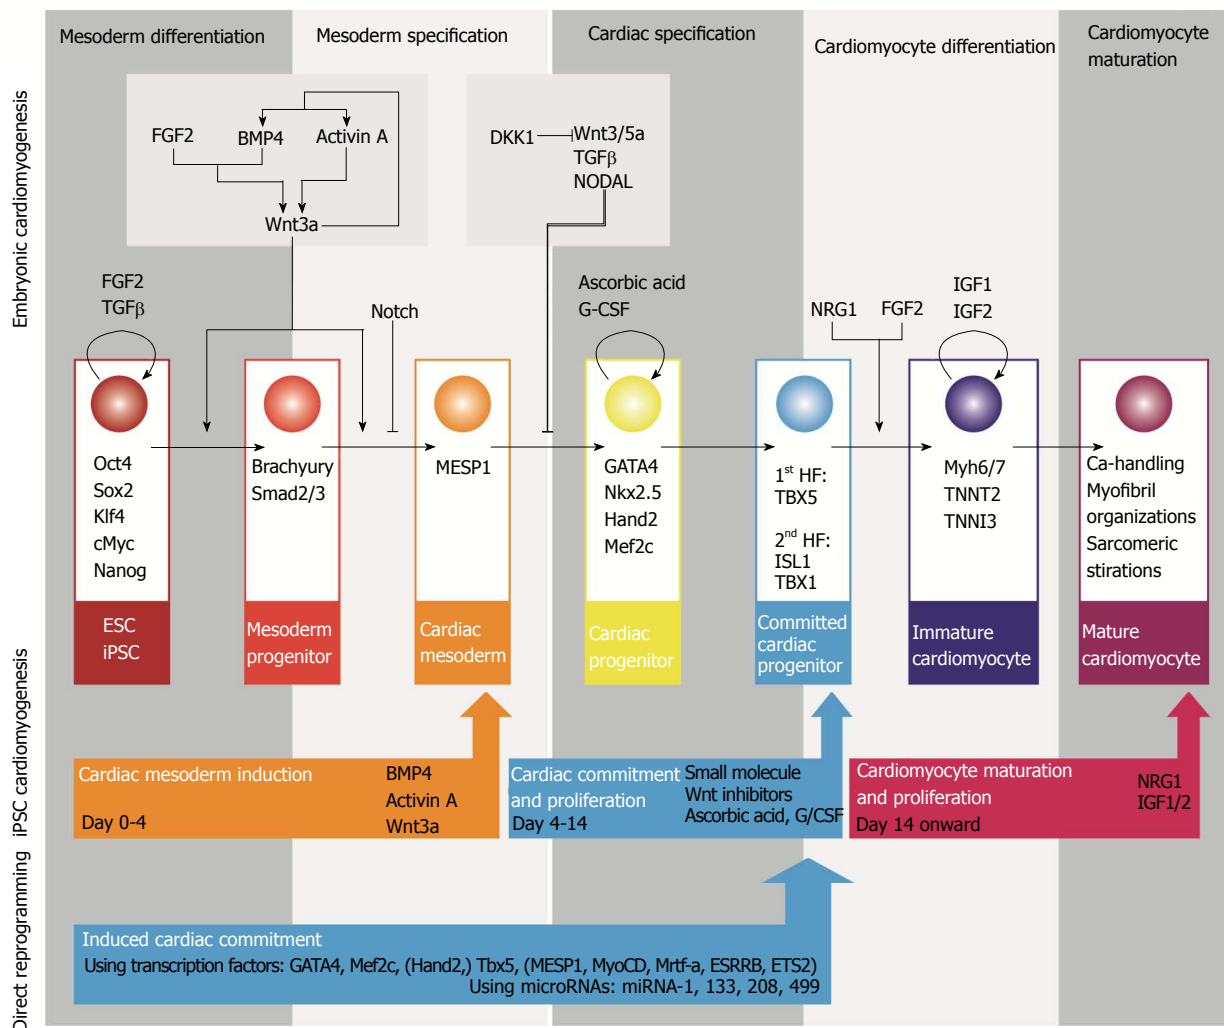 Mesoderm differentiation
Mesoderm specification
Cardiac specification
Cardiomyocyte differentiation
Cardiomyocyte
maturation
Embryonic cardiomyogenesis
FGF2
BMP4
Activin A
Wnt3a
DKK1
Wnt3/5a
TGFβ
NODAL
FGF2
TGFβ
Notch
Ascorbic acid
G-CSF
NRG1
FGF2
IGF1
IGF2
Oct4
Sox2
Klf4
cMyc
Nanog
ESC
iPSC
Brachyury
Smad2/3
Mesoderm
progenitor
MESP1
Cardiac
mesoderm
GATA4
Nkx2.5
Hand2
Mef2c
Cardiac
progenitor
1st HF:
TBX5
2nd HF:
ISL1
TBX1
Committed
cardiac
progenitor
Myh6/7
TNNT2
TNNI3
Immature
cardiomyocyte
Ca-handling
Myofibril
organizations
Sarcomeric
stirations
Mature
cardiomyocyte
iPSC cardiomyogenesis
Cardiac mesoderm induction
Day 0-4
BMP4
Activin A
Wnt3a
Cardiac commitment
and proliferation
Day 4-14
Small molecule
Wnt inhibitors
Ascorbic acid, G/CSF
Cardiomyocyte maturation
and proliferation
Day 14 onward
NRG1
IGF1/2
Direct reprogramming
Induced cardiac commitment
Using transcription factors: GATA4, Mef2c, (Hand2,) Tbx5, (MESP1, MyoCD, Mrtf-a, ESRRB, ETS2)
Using microRNAs: miRNA-1, 133, 208, 499